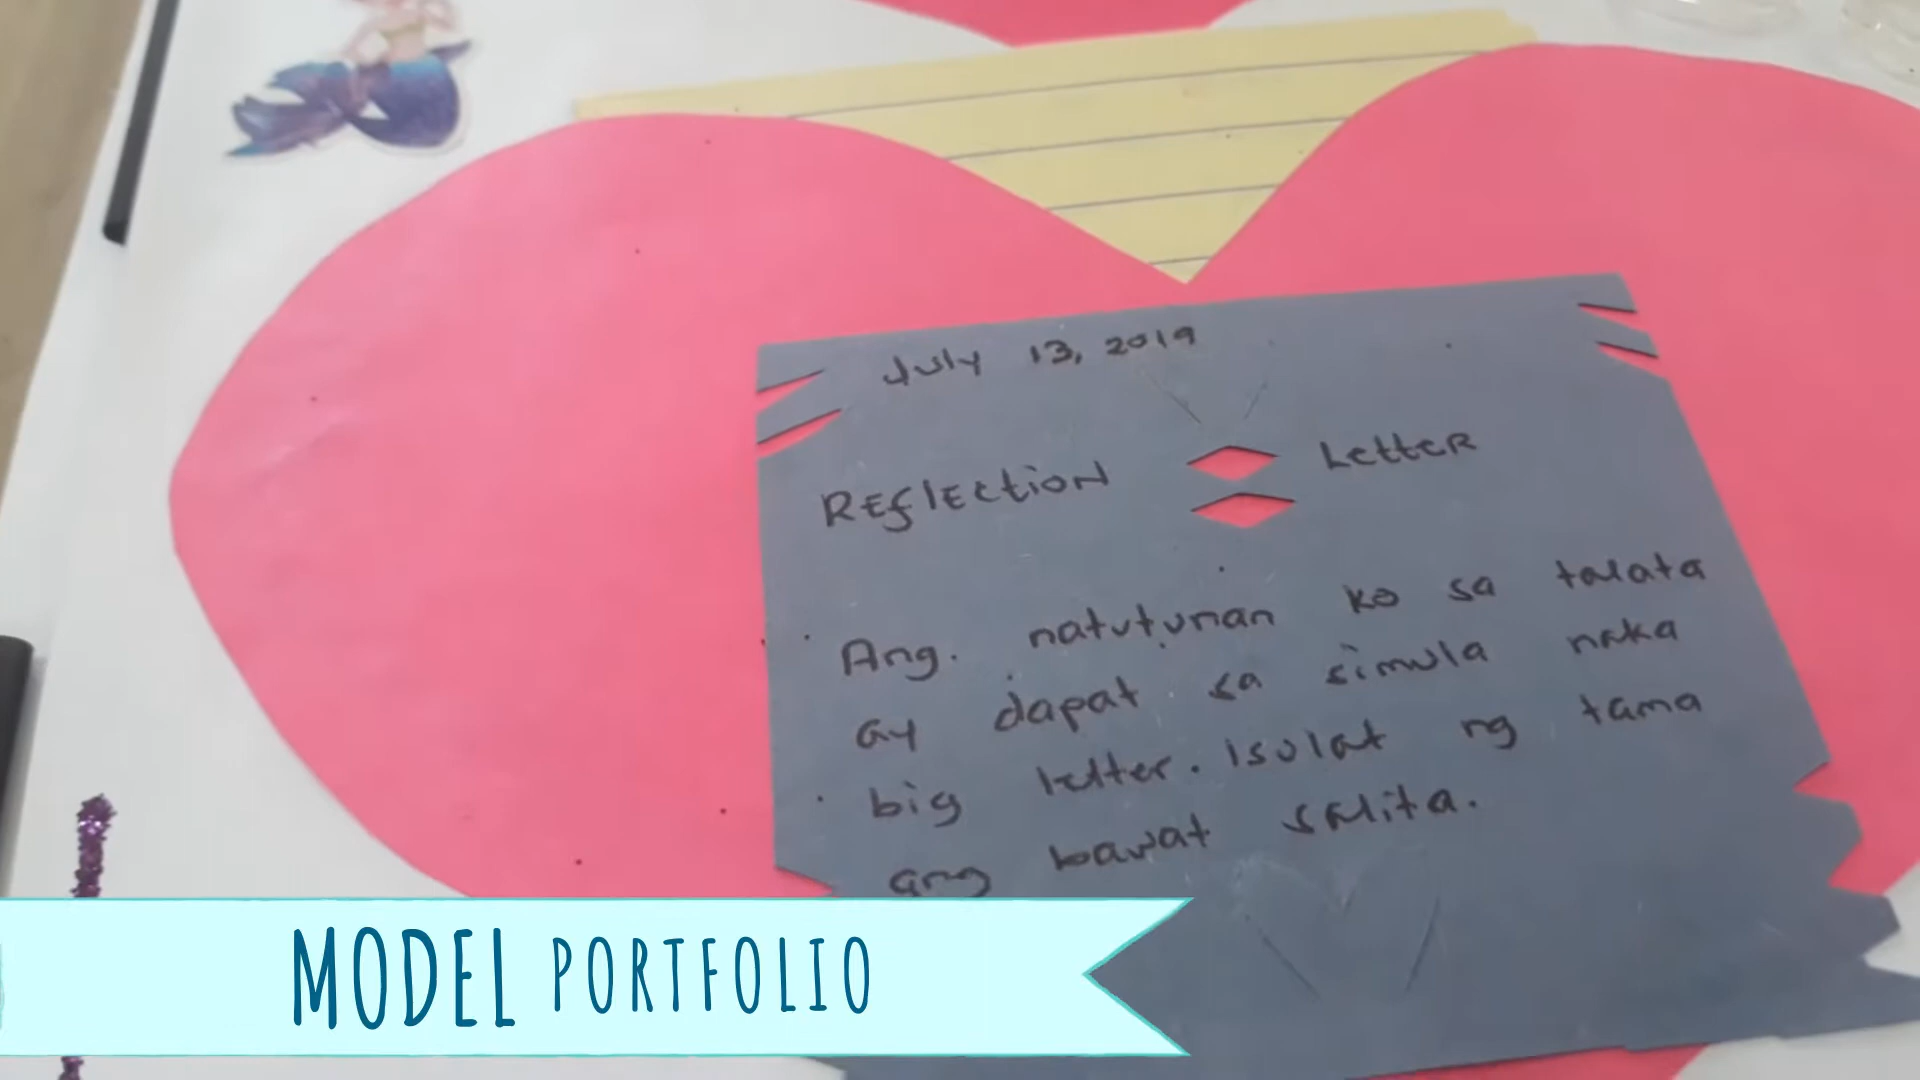 July 13, 2019
REflECtiON LettER
Ang. natutunan ko sa talata
ay dapat sa simula naka
big letter. isulat ng tama
ang bawat salita.
MODEL PORTFOLIO